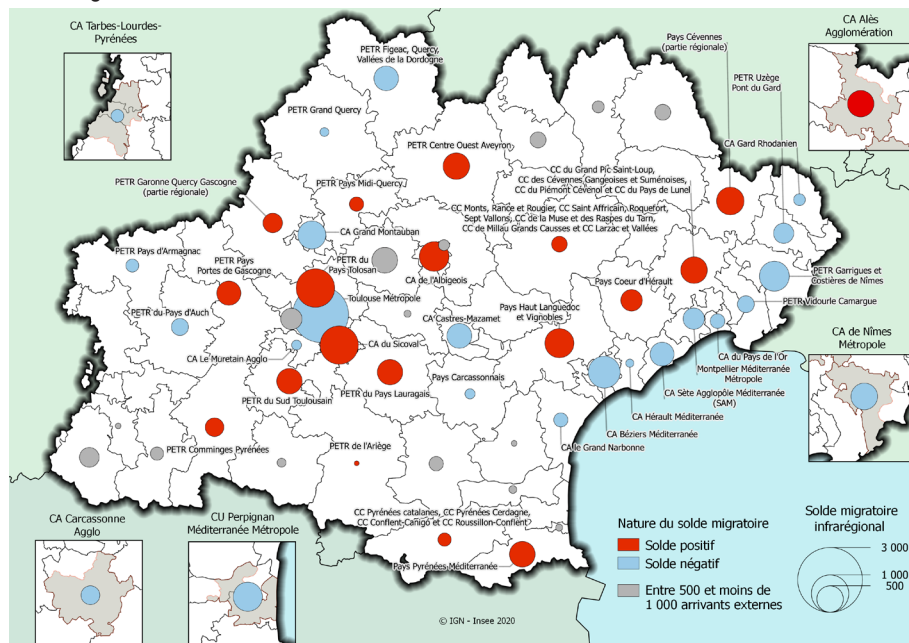 CA Tarbes-Lourdes-
Pyrénées
CA Alès
Agglomération
Pays Cévennes
(partie régionale)
PETR Figeac, Quercy,
Vallées de la Dordogne
PETR Uzège
Pont du Gard
PETR Grand Quercy
CA Gard Rhodanien
PETR Centre Ouest Aveyron
CC du Grand Pic Saint-Loup,
CC des Cévennes Gangeoises et Suménoises,
CC du Piémont Cévenol et CC du Pays de Lunel
PETR Garonne Quercy Gascogne
(partie régionale)
PETR Pays Midi-Quercy
CC Monts, Rance et Rougier, CC Saint Affricain, Roquefort,
Sept Vallons, CC de la Muse et des Raspes du Tarn,
CC de Millau Grands Causses et CC Larzac et Vallées
CA Grand Montauban
PETR Pays d'Armagnac
PETR Pays
Portes de Gascogne
PETR du
Pays Tolosan
CA de l'Albigeois
Pays Coeur d'Hérault
PETR Garrigues et
Costières de Nîmes
Toulouse Métropole
PETR Vidourle Camargue
PETR du Pays d'Auch
CA Castres-Mazamet
Pays Haut Languedoc
et Vignobles
CA de Nîmes
Métropole
CA du Sicoval
CA Le Muretain Agglo
CA du Pays de l'Or
Montpellier Méditerranée
Métropole
PETR du Sud Toulousain
PETR du Pays Lauragais
Pays Carcassonnais
CA Sète Agglopôle Méditerranée
(SAM)
CA Hérault Méditerranée
CA Béziers Méditerranée
CA le Grand Narbonne
PETR Comminges Pyrénées
PETR de l'Ariège
CA Carcassonne
Agglo
CU Perpignan
Méditerranée Métropole
CC Pyrénées catalanes, CC Pyrénées Cerdagne,
CC Conflent-Canigó et CC Roussillon-Conflent
Pays Pyrénées Méditerranée
Nature du solde migratoire
Solde positif
Solde négatif
Entre 500 et moins de
1 000 arrivants externes
Solde migratoire
infrarégional
3 000
1 000
500
© IGN - Insee 2020